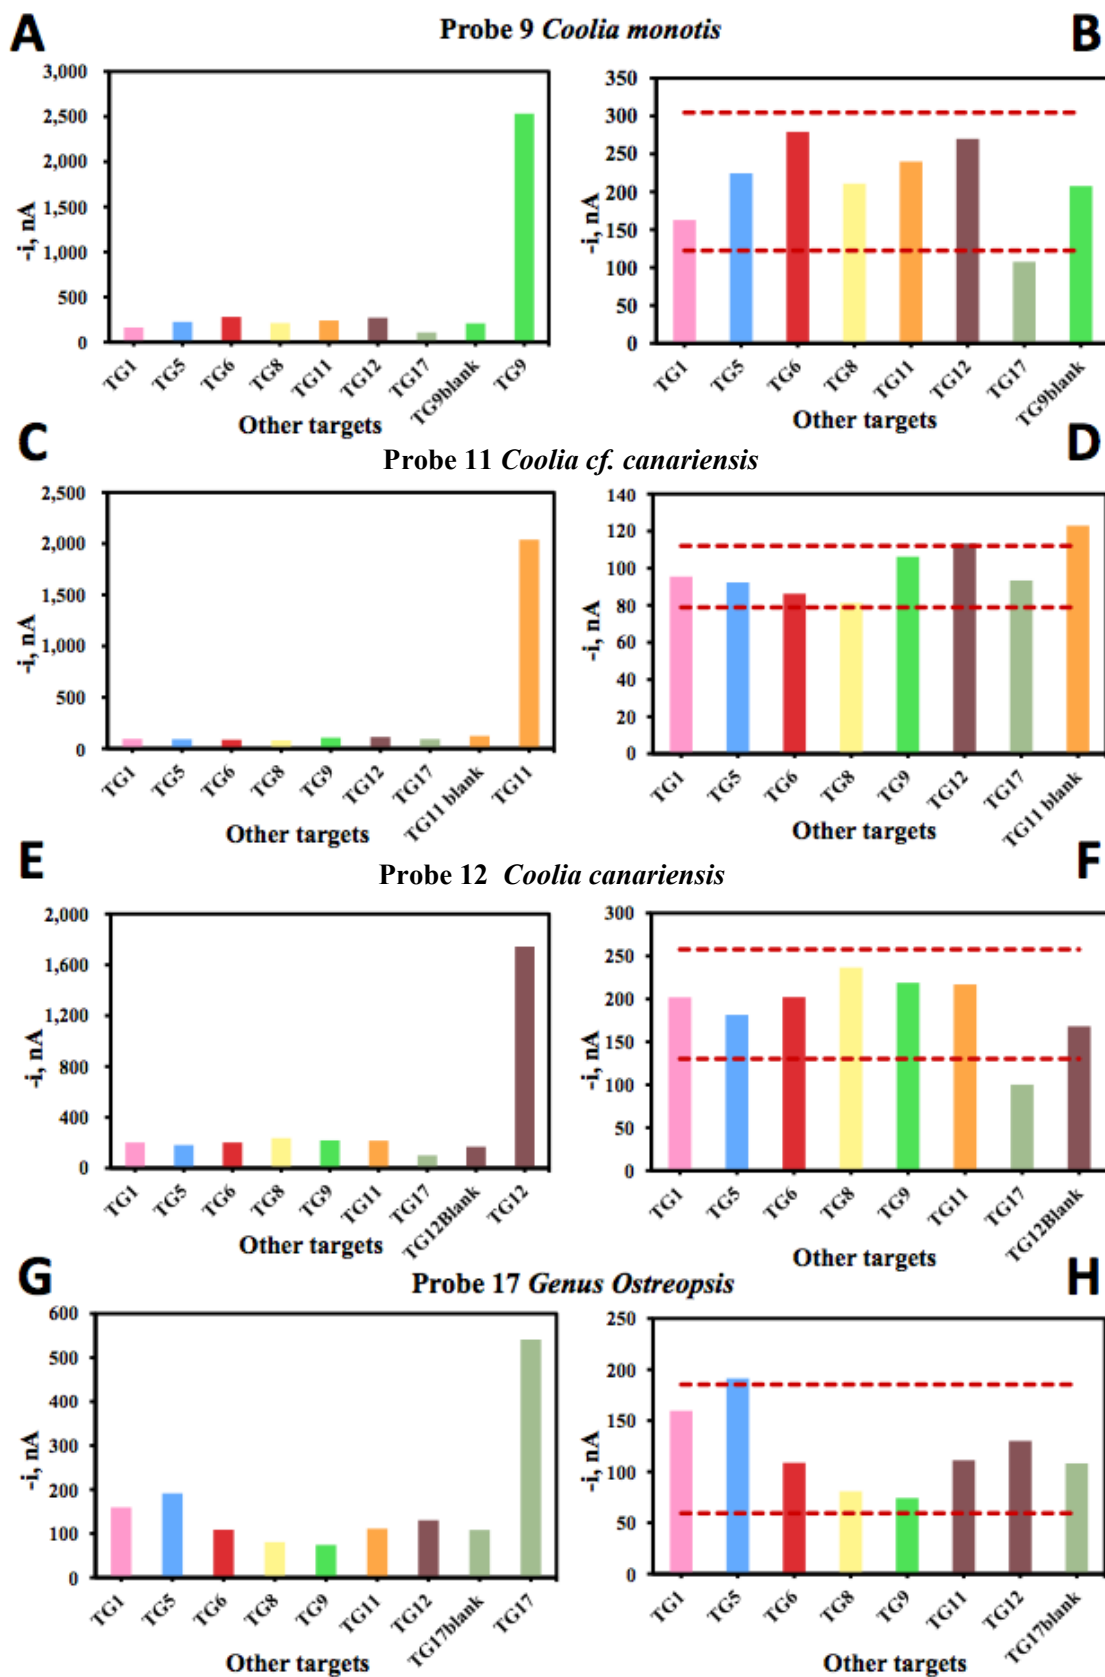 A
Probe 9 Coolia monotis
B
3,000
2,500
2,000
1,500
1,000
500
0
-i, nA
TG1
TG5
TG6
TG8
TG11
TG12
TG17
TG9blank
TG9
Other targets
350
300
250
200
150
100
50
0
-i, nA
TG1
TG5
TG6
TG8
TG11
TG12
TG17
TG9blank
Other targets
C
Probe 11 Coolia cf. canariensis
D
2,500
2,000
1,500
1,000
500
0
-i, nA
TG1
TG5
TG6
TG8
TG9
TG12
TG17
TG11 blank
TG11
Other targets
140
120
100
80
60
40
20
0
-i, nA
TG1
TG5
TG6
TG8
TG9
TG12
TG17
TG11 blank
Other targets
E
Probe 12 Coolia canariensis
F
2,000
1,600
1,200
800
400
0
-i, nA
TG1
TG5
TG6
TG8
TG9
TG11
TG17
TG12Blank
TG12
Other targets
300
250
200
150
100
50
0
-i, nA
TG1
TG5
TG6
TG8
TG9
TG11
TG17
TG12Blank
Other targets
G
Probe 17 Genus Ostreopsis
H
600
500
400
300
200
100
0
-i, nA
TG1
TG5
TG6
TG8
TG9
TG11
TG12
TG17blank
TG17
Other targets
250
200
150
100
50
0
-i, nA
TG1
TG5
TG6
TG8
TG9
TG11
TG12
TG17blank
Other targets